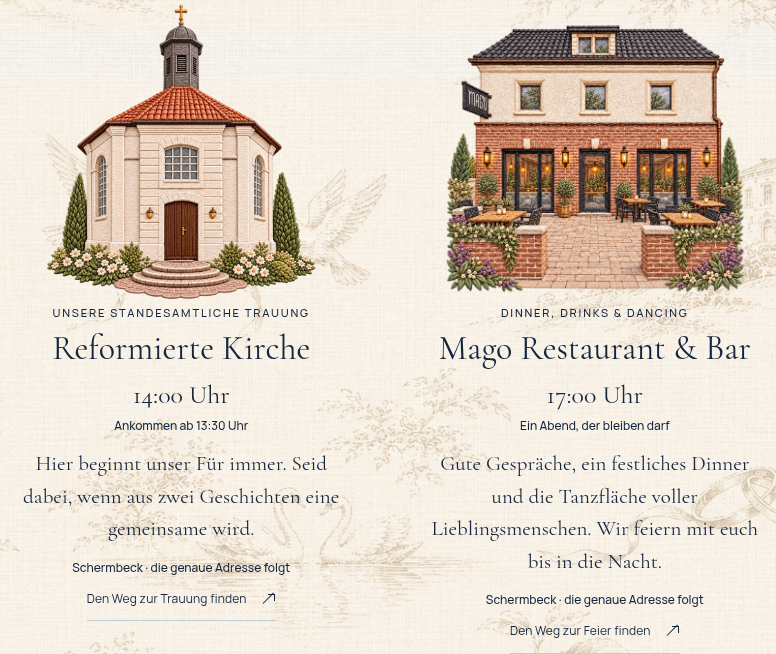 MAGO
UNSERE STANDESAMTLICHE TRAUUNG
Reformierte Kirche
14:00 Uhr
Ankommen ab 13:30 Uhr
Hier beginnt unser Für immer. Seid
dabei, wenn aus zwei Geschichten eine
gemeinsame wird.
Schermbeck · die genaue Adresse folgt
Den Weg zur Trauung finden
DINNER, DRINKS & DANCING
Mago Restaurant & Bar
17:00 Uhr
Ein Abend, der bleiben darf
Gute Gespräche, ein festliches Dinner
und die Tanzfläche voller
Lieblingsmenschen. Wir feiern mit euch
bis in die Nacht.
Schermbeck · die genaue Adresse folgt
Den Weg zur Feier finden